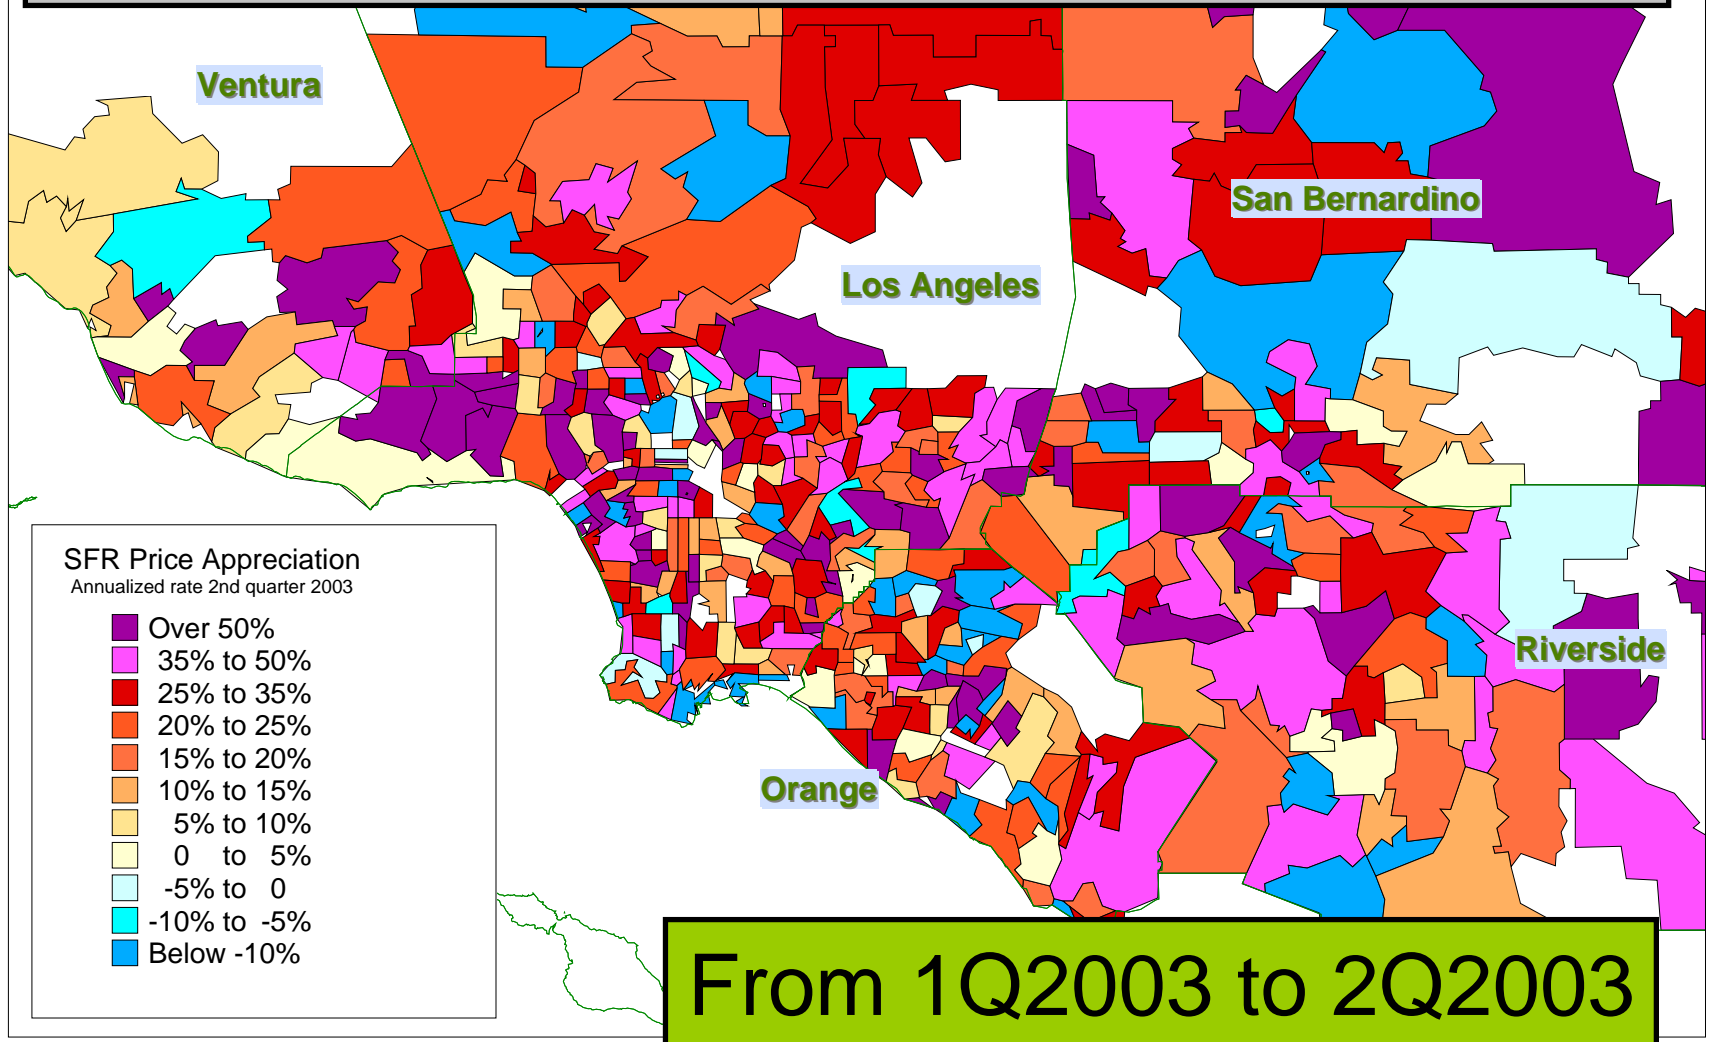 Ventura
San Bernardino
Los Angeles
Riverside
Orange
SFR Price Appreciation
Annualized rate 2nd quarter 2003
Over 50%
35% to 50%
25% to 35%
20% to 25%
15% to 20%
10% to 15%
5% to 10%
0 to 5%
-5% to 0
-10% to -5%
Below -10%
From 1Q2003 to 2Q2003